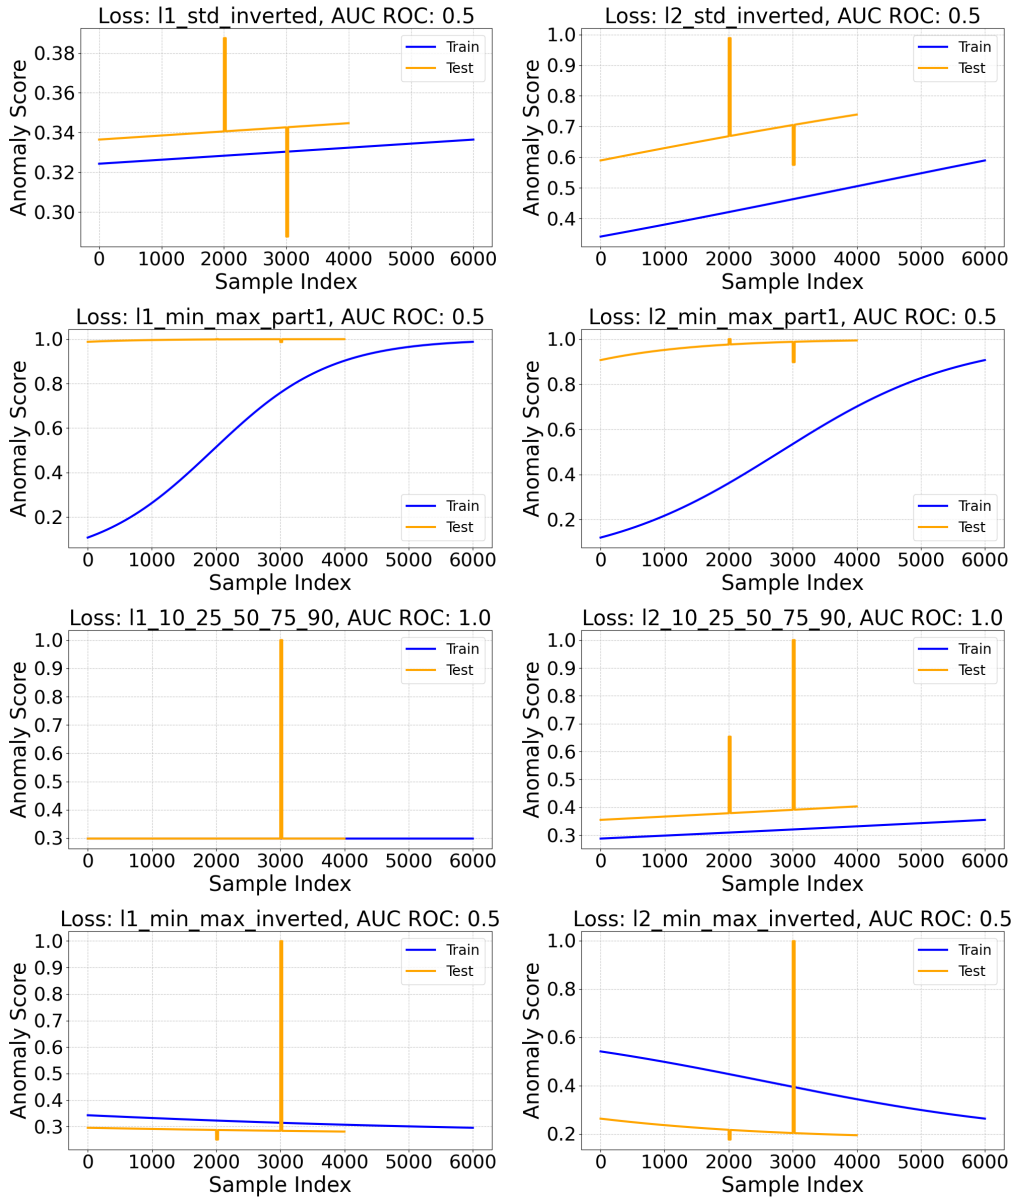 Loss: l1_std_inverted, AUC ROC: 0.5
Anomaly Score
0.38
0.36
0.34
0.32
0.30
Train
Test
0 1000 2000 3000 4000 5000 6000
Sample Index
Loss: l2_std_inverted, AUC ROC: 0.5
Anomaly Score
1.0
0.9
0.8
0.7
0.6
0.5
0.4
Train
Test
0 1000 2000 3000 4000 5000 6000
Sample Index
Loss: l1_min_max_part1, AUC ROC: 0.5
Anomaly Score
1.0
0.8
0.6
0.4
0.2
Train
Test
0 1000 2000 3000 4000 5000 6000
Sample Index
Loss: l2_min_max_part1, AUC ROC: 0.5
Anomaly Score
1.0
0.8
0.6
0.4
0.2
Train
Test
0 1000 2000 3000 4000 5000 6000
Sample Index
Loss: l1_10_25_50_75_90, AUC ROC: 1.0
Anomaly Score
1.0
0.9
0.8
0.7
0.6
0.5
0.4
0.3
Train
Test
0 1000 2000 3000 4000 5000 6000
Sample Index
Loss: l2_10_25_50_75_90, AUC ROC: 1.0
Anomaly Score
1.0
0.9
0.8
0.7
0.6
0.5
0.4
0.3
Train
Test
0 1000 2000 3000 4000 5000 6000
Sample Index
Loss: l1_min_max_inverted, AUC ROC: 0.5
Anomaly Score
1.0
0.9
0.8
0.7
0.6
0.5
0.4
0.3
Train
Test
0 1000 2000 3000 4000 5000 6000
Sample Index
Loss: l2_min_max_inverted, AUC ROC: 0.5
Anomaly Score
1.0
0.8
0.6
0.4
0.2
Train
Test
0 1000 2000 3000 4000 5000 6000
Sample Index